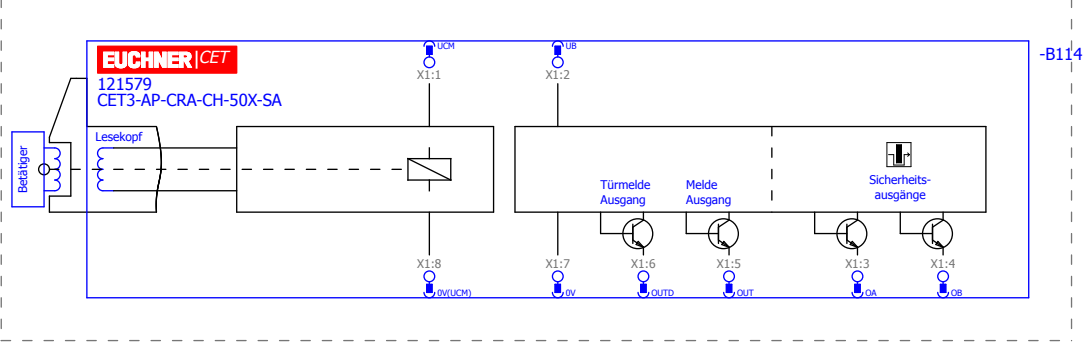 UCM
UB
-B114
EUCHNER|CET
X1:1
X1:2
121579
CET3-AP-CRA-CH-50X-SA
Lesekopf
Betätiger
Türmelde
Ausgang
Melde
Ausgang
Sicherheits-
ausgänge
X1:8
X1:7
X1:6
X1:5
X1:3
X1:4
0V(UCM)
0V
OUTD
OUT
OA
OB